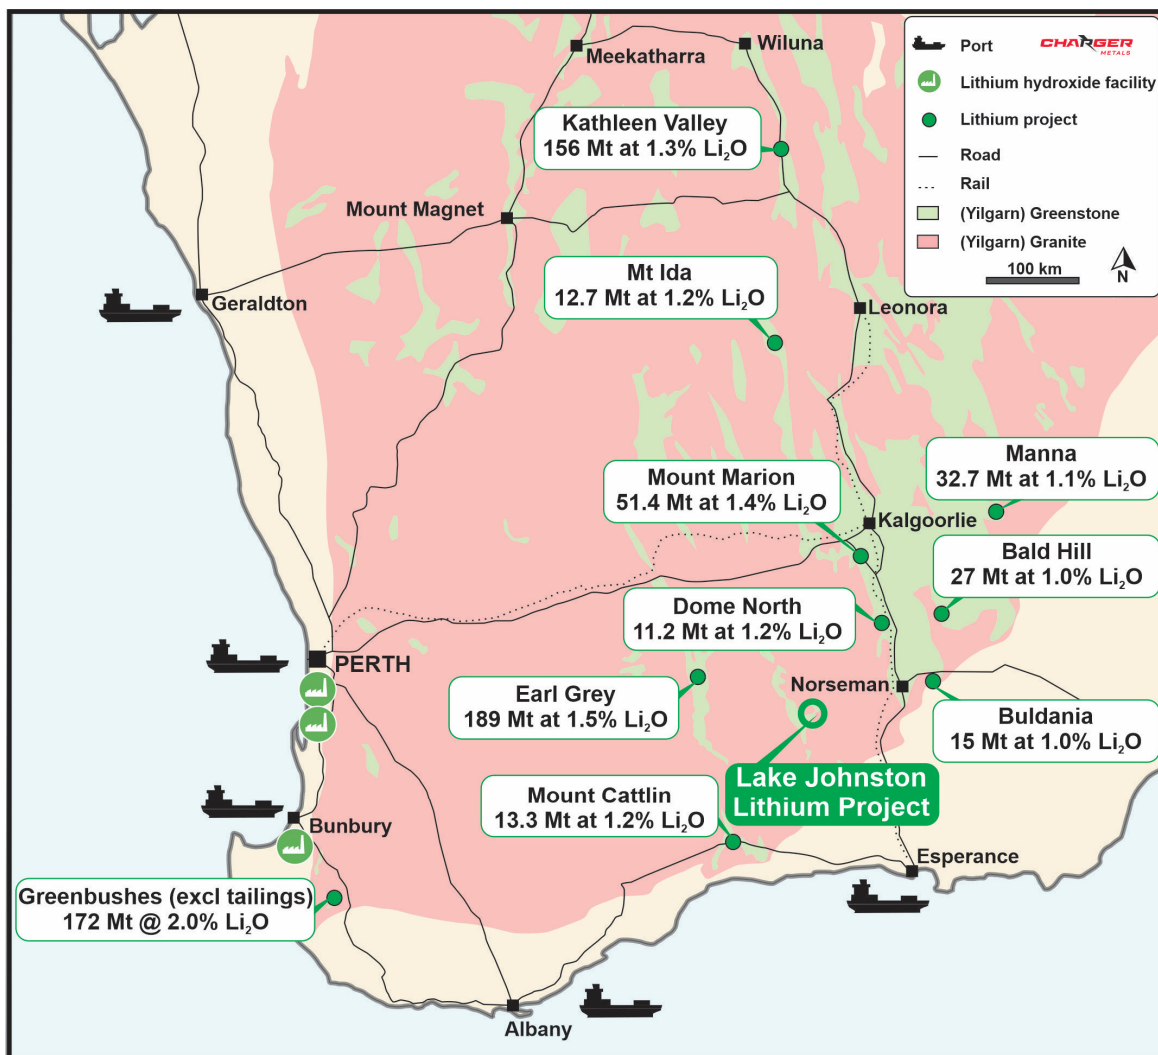 Port
CHARGER
METALS
Lithium hydroxide facility
Lithium project
Road
Rail
(Yilgarn) Greenstone
(Yilgarn) Granite
100 km
N
Meekatharra
Wiluna
Kathleen Valley
156 Mt at 1.3% Li₂O
Mount Magnet
Mt Ida
12.7 Mt at 1.2% Li₂O
Geraldton
Leonora
Mount Marion
51.4 Mt at 1.4% Li₂O
Manna
32.7 Mt at 1.1% Li₂O
Kalgoorlie
Bald Hill
27 Mt at 1.0% Li₂O
Dome North
11.2 Mt at 1.2% Li₂O
PERTH
Earl Grey
189 Mt at 1.5% Li₂O
Norseman
Buldania
15 Mt at 1.0% Li₂O
Lake Johnston
Lithium Project
Mount Cattlin
13.3 Mt at 1.2% Li₂O
Bunbury
Esperance
Greenbushes (excl tailings)
172 Mt @ 2.0% Li₂O
Albany